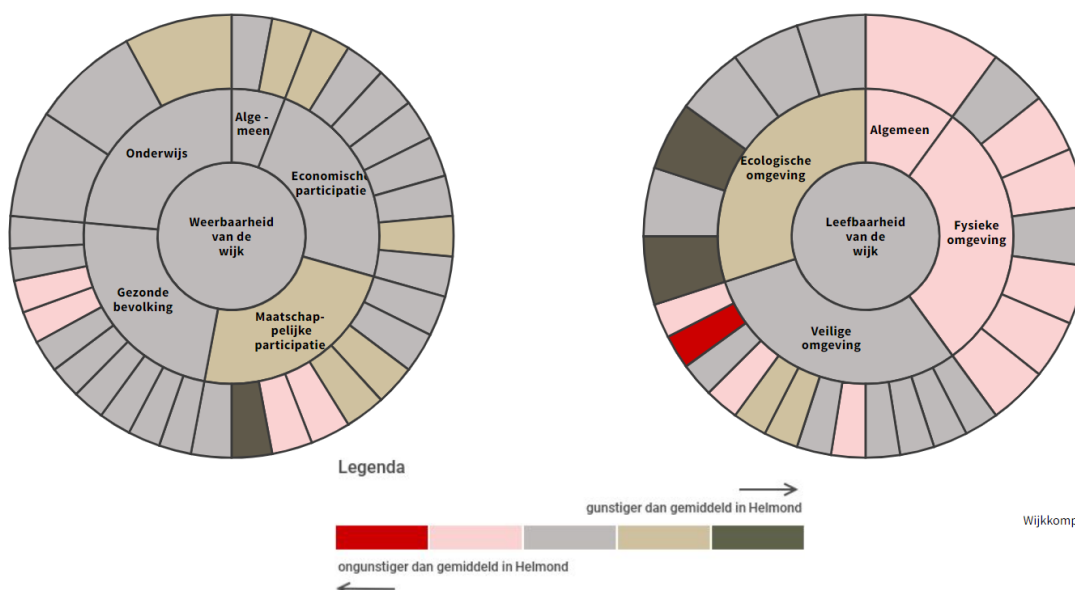 Alge -
meen
Onderwijs
Economische
participatie
Weerbaarheid
van de
wijk
Gezonde
bevolking
Maatschap-
pelijke
participatie
Algemeen
Ecologische
omgeving
Leefbaarheid
van de
wijk
Fysieke
omgeving
Veilige
omgeving
Legenda
gunstiger dan gemiddeld in Helmond
Wijkkomp
ongunstiger dan gemiddeld in Helmond